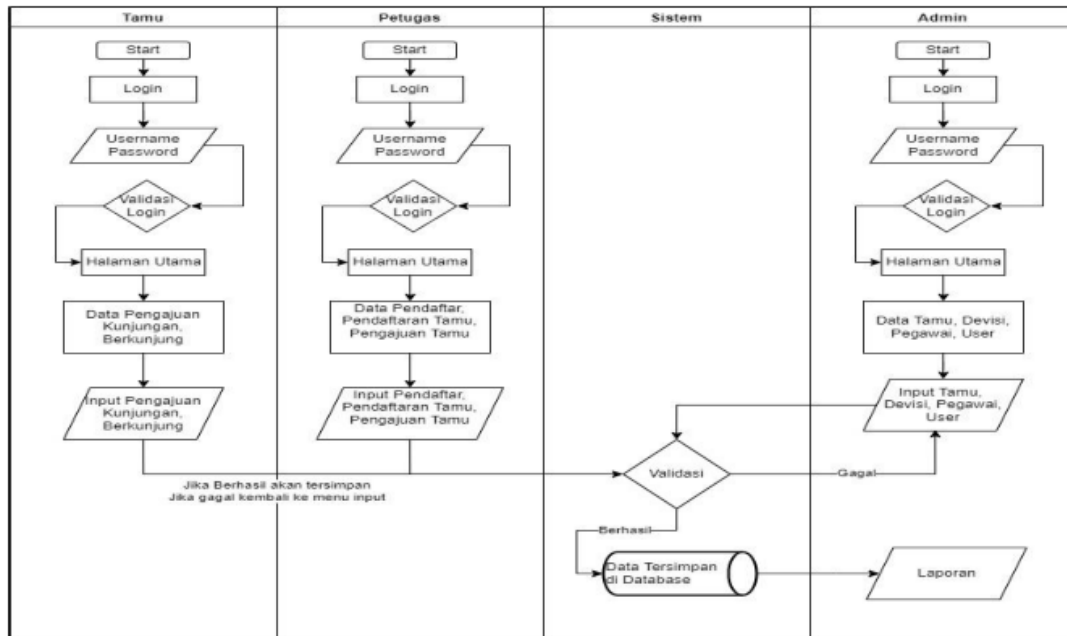 Tamu
Petugas
Sistem
Admin
Start
Login
Username
Password
Validasi
Login
Halaman Utama
Data Pengajuan
Kunjungan,
Berkunjung
Input Pengajuan
Kunjungan,
Berkunjung
Start
Login
Username
Password
Validasi
Login
Halaman Utama
Data Pendaftar,
Pendaftaran Tamu,
Pengajuan Tamu
Input Pendaftar,
Pendaftaran Tamu,
Pengajuan Tamu
Jika Berhasil akan tersimpan
Jika gagal kembali ke menu input
Validasi
Gagal
Berhasil
Data Tersimpan
di Database
Start
Login
Username
Password
Validasi
Login
Halaman Utama
Data Tamu, Devisi,
Pegawai, User
Input Tamu,
Devisi, Pegawai,
User
Laporan